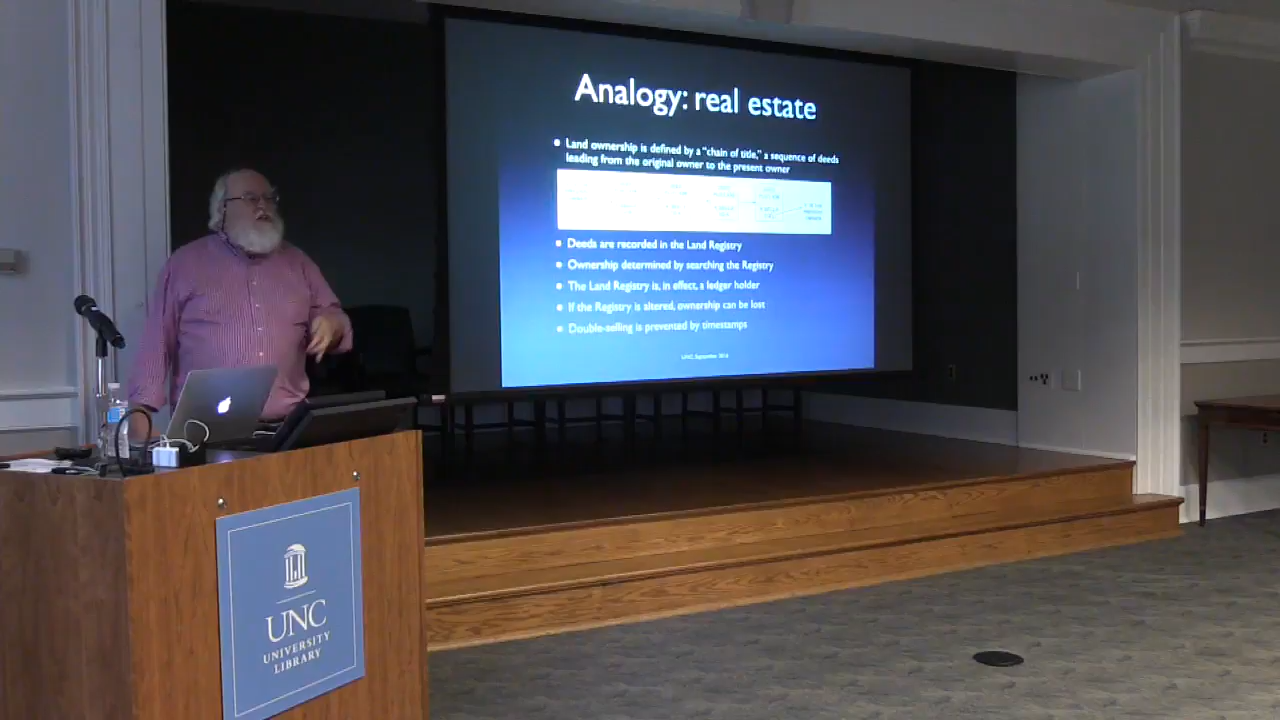 Analogy: real estate
• Land ownership is defined by a "chain of title," a sequence of deeds
leading from the original owner to the present owner
• Deeds are recorded in the Land Registry
• Ownership determined by searching the Registry
• The Land Registry is, in effect, a ledger holder
• If the Registry is altered, ownership can be lost
• Double-selling is prevented by timestamps
UNC, September
UNC
UNIVERSITY
LIBRARY